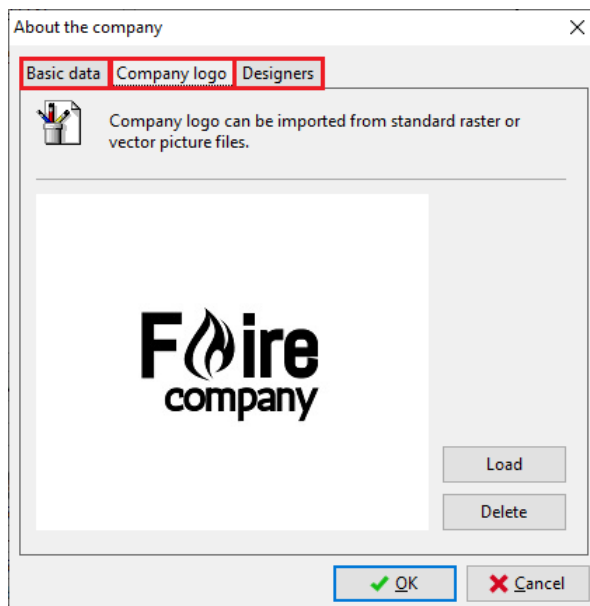 About the company
Basic data Company logo Designers
Company logo can be imported from standard raster or
vector picture files.
F ire
company
Load
Delete
OK Cancel